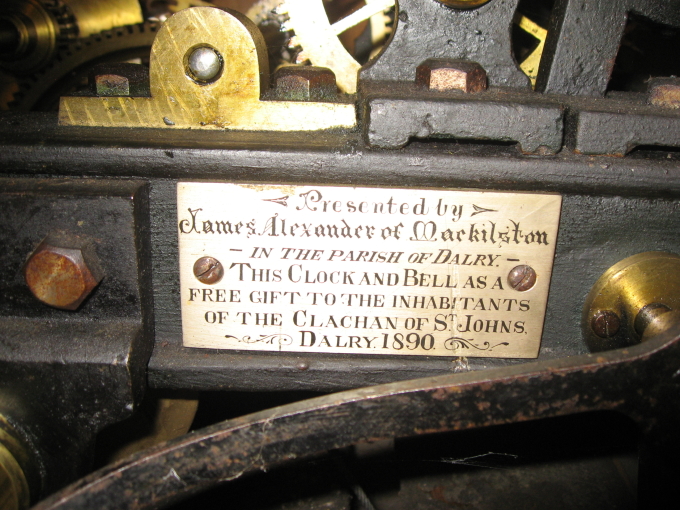 Presented by
James Alexander of Mackilston
- IN THE PARISH OF DALRY. -
THIS CLOCK AND BELL AS A
FREE GIFT TO THE INHABITANTS
OF THE CLACHAN OF ST JOHNS.
DALRY. 1890.